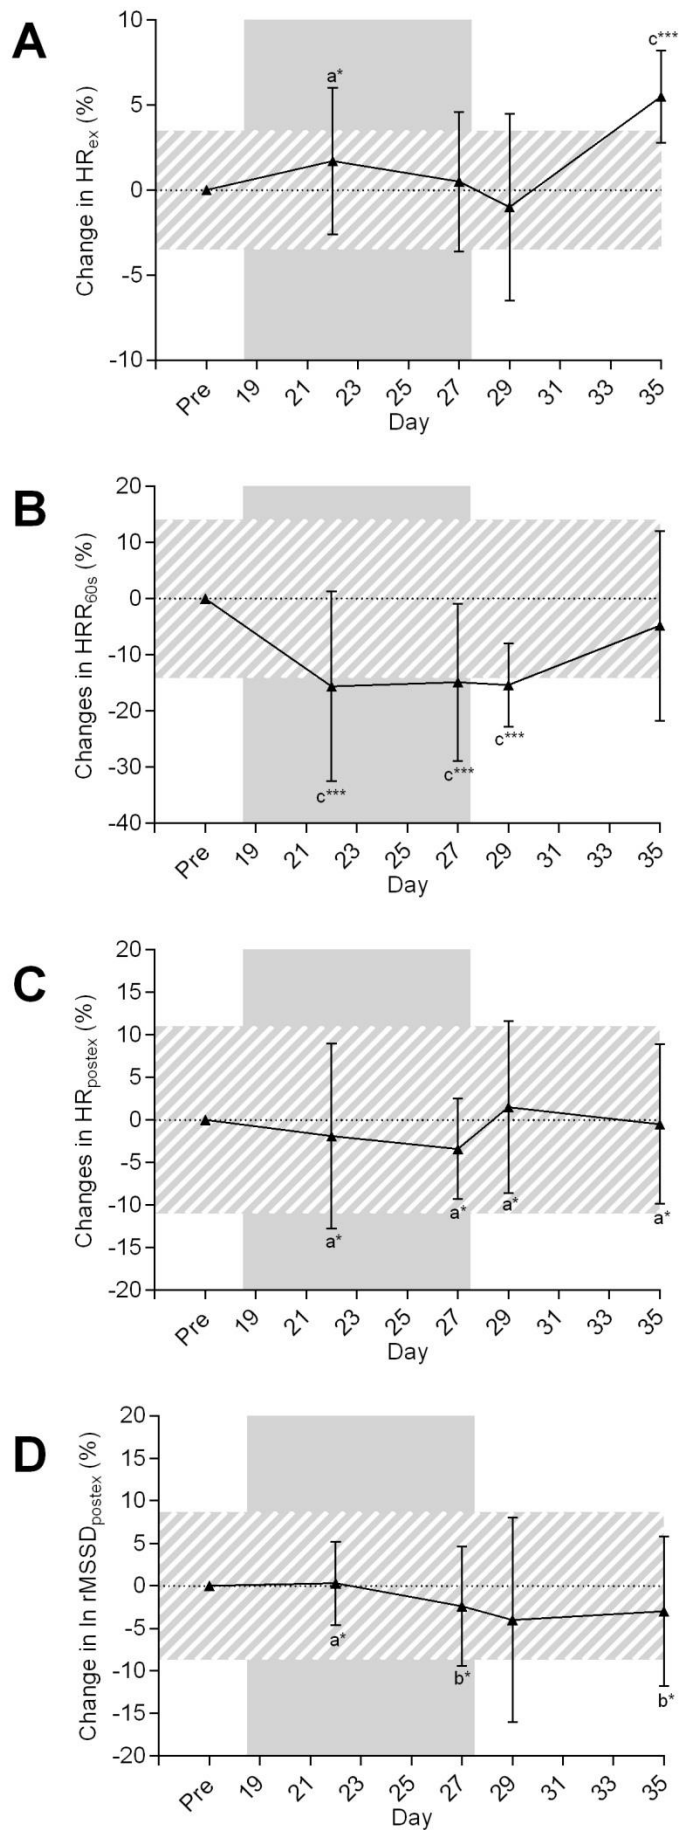 A
Change in HRex (%)
10
5
0
-5
-10
a*
c***
Pre 19 21 23 25 27 29 31 33 35
Day
B
Changes in HRR60s (%)
20
10
0
-10
-20
-30
-40
c***
c***
c***
Pre 19 21 23 25 27 29 31 33 35
Day
C
Changes in HRpostex (%)
20
15
10
5
0
-5
-10
-15
-20
a*
a*
a*
a*
Pre 19 21 23 25 27 29 31 33 35
Day
D
Change in ln rMSSDpostex (%)
20
15
10
5
0
-5
-10
-15
-20
a*
b*
b*
Pre 19 21 23 25 27 29 31 33 35
Day